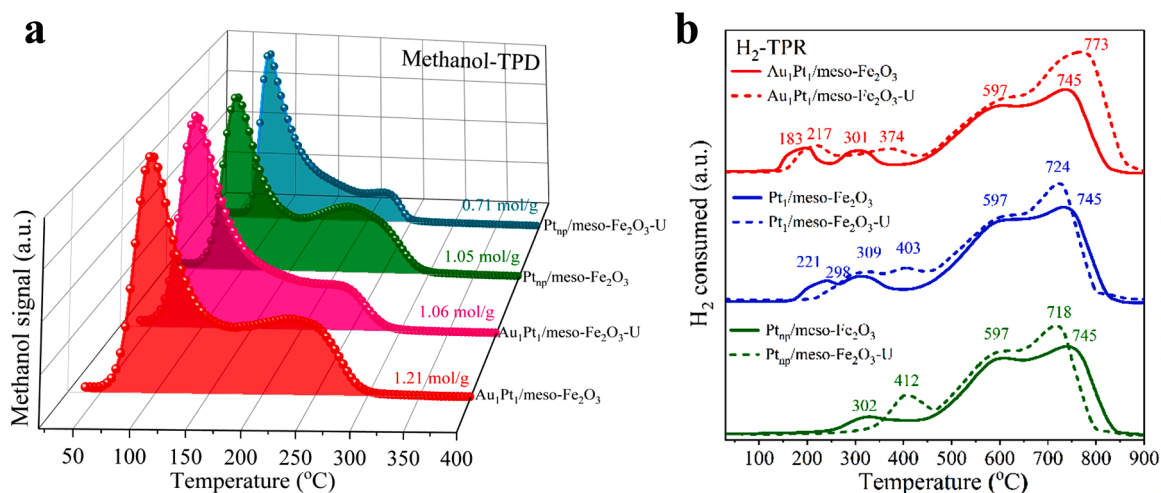 a
Methanol-TPD
Methanol signal (a.u.)
0.71 mol/g
Ptnp/meso-Fe2O3-U
1.05 mol/g
Ptnp/meso-Fe2O3
1.06 mol/g
Au1Pt1/meso-Fe2O3-U
1.21 mol/g
Au1Pt1/meso-Fe2O3
50 100 150 200 250 300 350 400
Temperature (°C)
b
H2-TPR
Au1Pt1/meso-Fe2O3
Au1Pt1/meso-Fe2O3-U
183 217 301 374 597 745 773
Pt1/meso-Fe2O3
Pt1/meso-Fe2O3-U
221 298 309 403 597 724 745
Ptnp/meso-Fe2O3
Ptnp/meso-Fe2O3-U
302 412 597 718 745
H2 consumed (a.u.)
100 200 300 400 500 600 700 800 900
Temperature (°C)